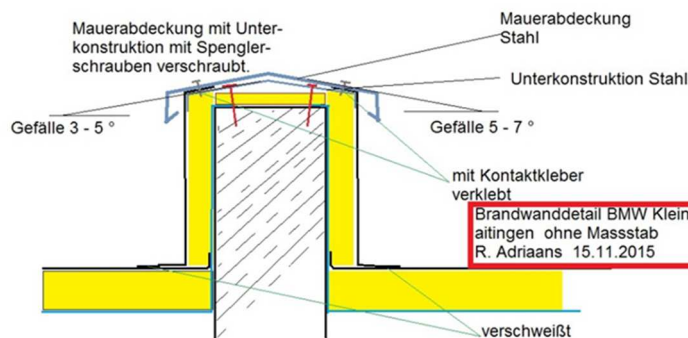 Mauerabdeckung mit Unter-
konstruktion mit Spengler-
schrauben verschraubt.
Mauerabdeckung
Stahl
Unterkonstruktion Stahl
Gefälle 3 - 5 °
Gefälle 5 - 7 °
mit Kontaktkleber
verklebt
Brandwanddetail BMW Klein
aitingen ohne Massstab
R. Adriaans 15.11.2015
verschweißt